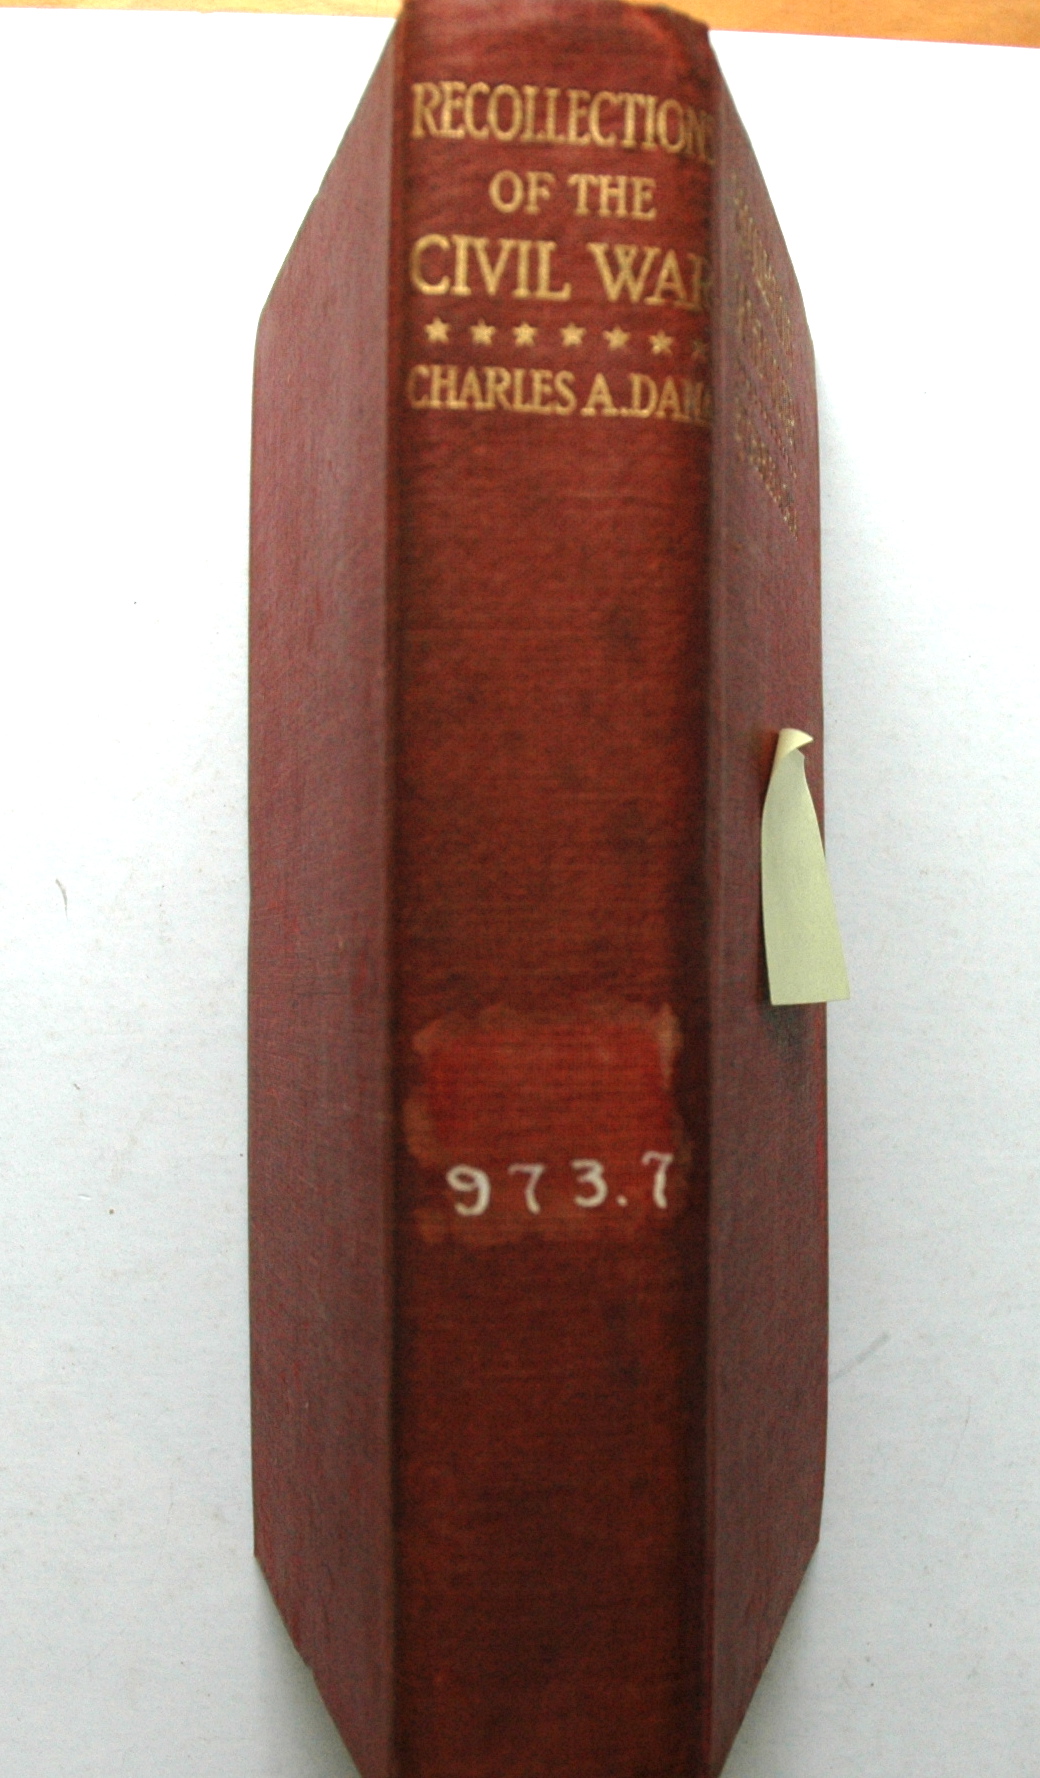 RECOLLECTIONS
OF THE
CIVIL WAR
★★★★★★★
CHARLES A. DANA
973.7